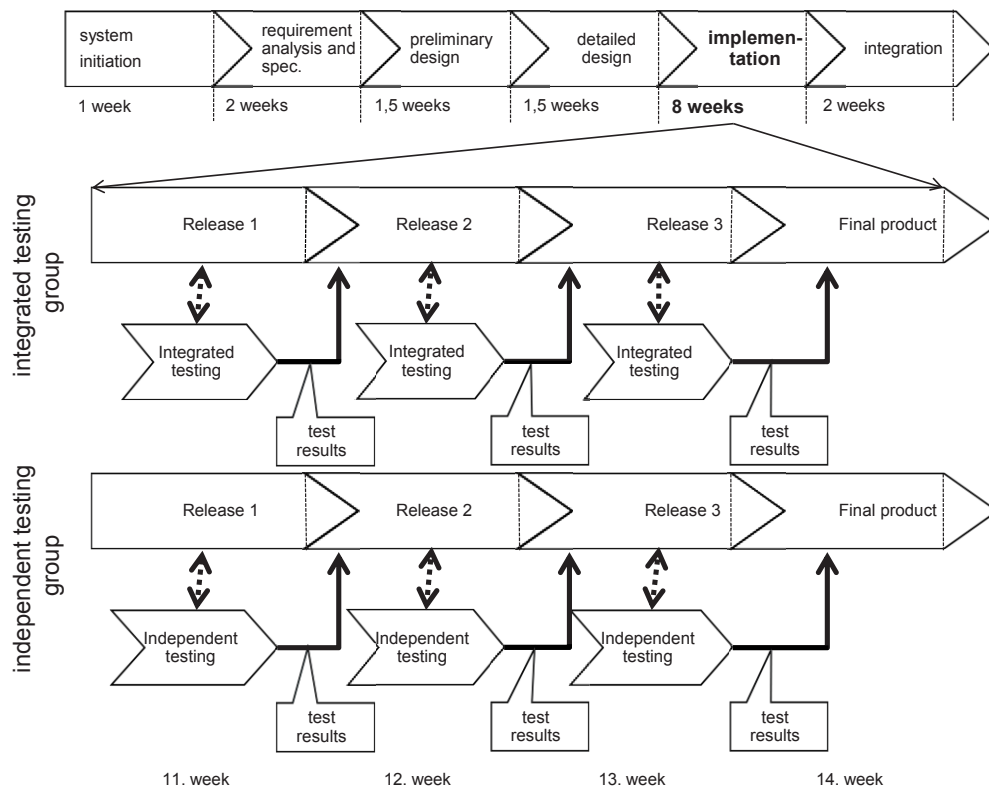 system
initiation
requirement
analysis and
spec.
preliminary
design
detailed
design
implemen-
tation
integration
1 week
2 weeks
1,5 weeks
1,5 weeks
8 weeks
2 weeks
integrated testing
group
Release 1
Release 2
Release 3
Final product
Integrated
testing
Integrated
testing
Integrated
testing
test
results
test
results
test
results
independent testing
group
Release 1
Release 2
Release 3
Final product
Independent
testing
Independent
testing
Independent
testing
test
results
test
results
test
results
11. week
12. week
13. week
14. week